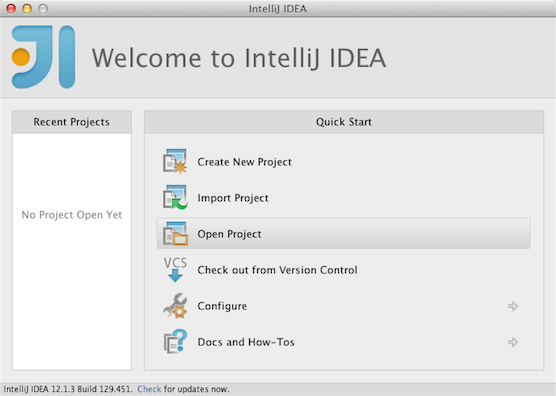 IntelliJ IDEA
JI
Welcome to IntelliJ IDEA
Recent Projects
No Project Open Yet
Quick Start
Create New Project
Import Project
Open Project
VCS
Check out from Version Control
Configure
?
Docs and How-Tos
IntelliJ IDEA 12.1.3 Build 129.451. Check for updates now.